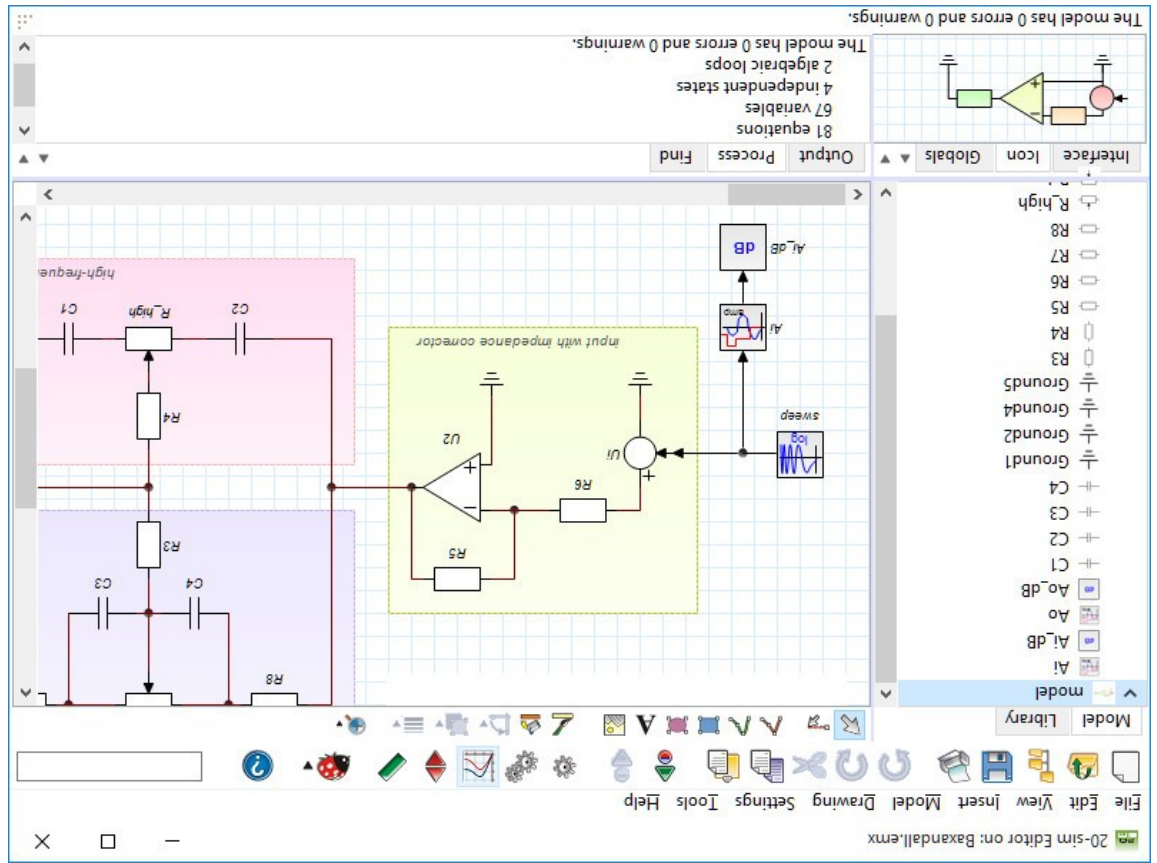 20-sim Editor on: Baxandall.emx
File Edit View Insert Model Drawing Settings Tools Help
Model Library
model
Ai
Ai_dB
Ao
Ao_dB
C1
C2
C3
C4
Ground1
Ground2
Ground4
Ground5
R3
R4
R5
R6
R7
R8
R_high
R8
C4
C3
R3
R5
R6
U2
Ui
+
−
+
sweep
log
Ai
amp
Ai_dB
dB
input with impedance corrector
R4
C2
R_high
C1
high-freque
Interface Icon Globals
−
+
Output Process Find
81 equations
67 variables
4 independent states
2 algebraic loops
The model has 0 errors and 0 warnings.
The model has 0 errors and 0 warnings.